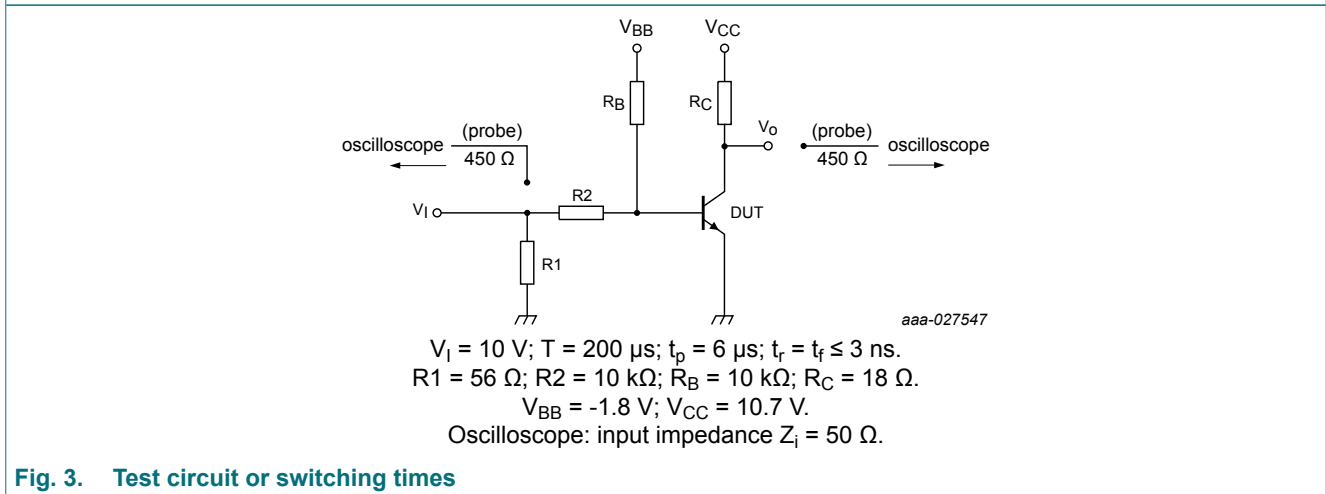 VBB VCC
RB RC
Vo
oscilloscope (probe) 450 Ω
(probe) 450 Ω oscilloscope
R2
VI
DUT
R1
aaa-027547
VI = 10 V; T = 200 µs; tp = 6 µs; tr = tf ≤ 3 ns.
R1 = 56 Ω; R2 = 10 kΩ; RB = 10 kΩ; RC = 18 Ω.
VBB = -1.8 V; VCC = 10.7 V.
Oscilloscope: input impedance Zi = 50 Ω.
Fig. 3. Test circuit or switching times